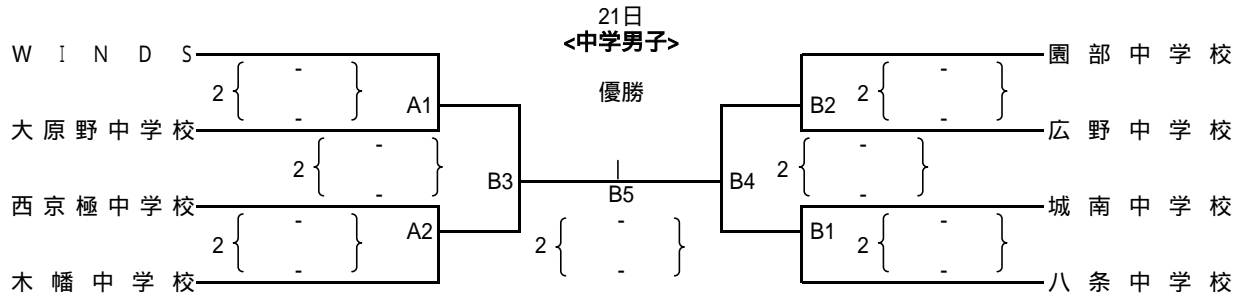 21日
<中学男子>
優勝
WINDS
2 { - - }
A1
大原野中学校
2 { - - }
B3
西京極中学校
2 { - - }
A2
木幡中学校
B5
2 { - - }
園部中学校
B2 2 { - - }
広野中学校
B4 2 { - - }
城南中学校
B1 2 { - - }
八条中学校